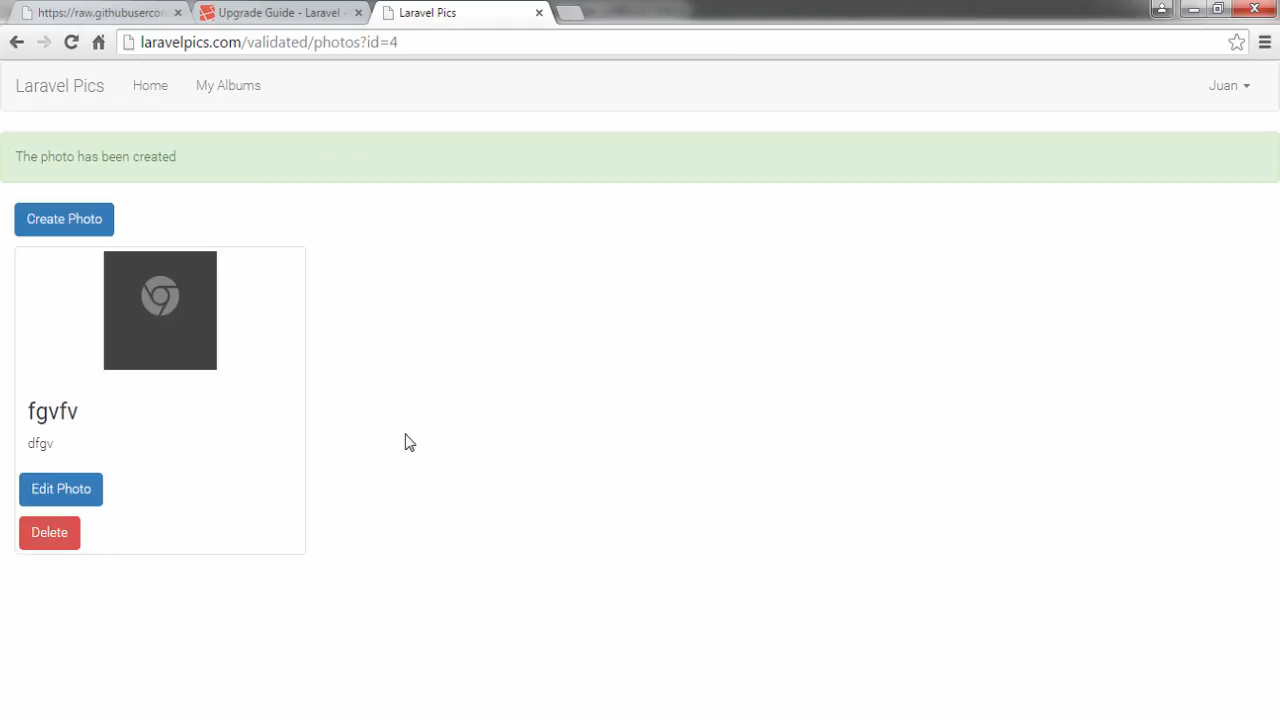 https://raw.githubusercon
Upgrade Guide - Laravel -
Laravel Pics
laravelpics.com/validated/photos?id=4
Laravel Pics
Home
My Albums
Juan
The photo has been created
Create Photo
fgvfv
dfgv
Edit Photo
Delete